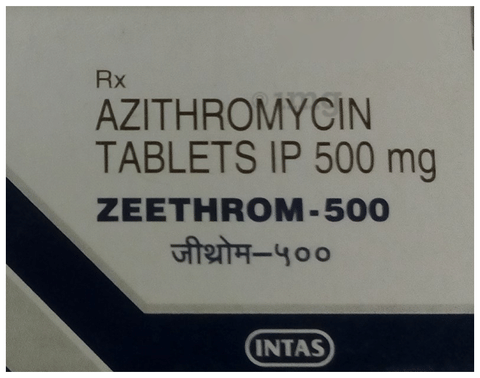 Rx
AZITHROMYCIN
TABLETS IP 500 mg
ZEETHROM-500
जीथ्रोम-५००
INTAS